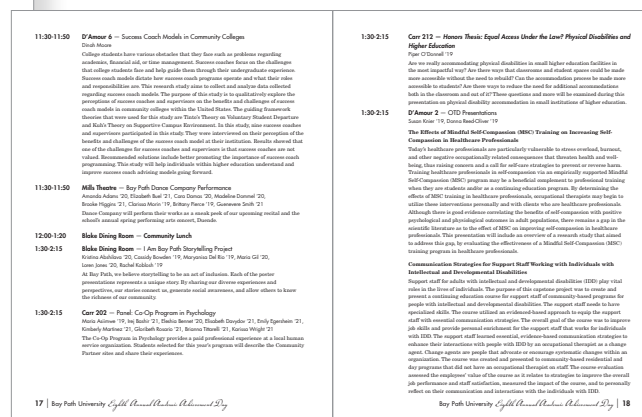 11:30-11:50 D'Amour 6 — Success Coach Models in Community Colleges
Dinah Moore
College students have various obstacles that they face such as problems regarding
academics, financial aid, or time management. Success coaches focus on the challenges
that college students face and help guide them through their undergraduate experience.
Success coach models dictate how success coach programs operate and what their roles
and responsibilities are. This research study aims to collect and analyze data collected
regarding success coach models. The purpose of this study is to qualitatively explore the
perceptions of success coaches and supervisors on the benefits and challenges of success
coach models in community colleges within the United States. The guiding framework
theories that were used for this study are Tinto's Theory on Voluntary Student Departure
and Kuh's Theory on Supportive Campus Environment. In this study, nine success coaches
and supervisors participated in this study. They were interviewed on their perception of the
benefits and challenges of the success coach model at their institution. Results showed that
one of the challenges for success coaches and supervisors is that success coaches are not
valued. Recommended solutions include better promoting the importance of success coach
programming. This study will help individuals within higher education understand and
improve success coach advising models going forward.
11:30-11:50 Mills Theatre — Bay Path Dance Company Performance
Amanda Adams '20, Elizabeth Buel '21, Cara Danos '20, Madeline Dommel '20,
Brooke Higgins '21, Clarissa Morin '19, Brittany Pierce '19, Genevieve Smith '21
Dance Company will perform their works as a sneak peek of our upcoming recital and the
school's annual spring performing arts concert, Duende.
12:00-1:20 Blake Dining Room — Community Lunch
1:30-2:15 Blake Dining Room — I Am Bay Path Storytelling Project
Kristina Abahilava '20, Cassidy Bowden '19, Maryanisa Del Rio '19, Maria Gil '20,
Loren Jones '20, Rachel Koblosh '19
At Bay Path, we believe storytelling to be an act of inclusion. Each of the poster
presentations represents a unique story. By sharing our diverse experiences and
perspectives, our stories connect us, generate social awareness, and allow others to know
the richness of our community.
1:30-2:15 Carr 202 — Panel: Co-Op Program in Psychology
The Co-Op Program in Psychology provides a paid professional experience at a local human
service organization. Students selected for this year's program will describe the Community
Partner sites and share their experiences.
17 | Bay Path University Eighth Annual Academic Achievement Day
1:30-2:15 Carr 212 — Honors Thesis: Equal Access Under the Law? Physical Disabilities and
Higher Education
Piper O'Donnell '19
Are we really accommodating physical disabilities in small higher education facilities in
the most impactful way? Are there ways that classrooms and student spaces could be made
more accessible without the need to rebuild? Can the accommodation process be made more
accessible to students? Are there ways to reduce the need for additional accommodations
both in the classroom and out of it? These questions and more will be examined during this
presentation on physical disability accommodation in small institutions of higher education.
1:30-2:15 D'Amour 2 — OTD Presentations
Susan Knier '19, Donna Reed-Oliver '19
The Effects of Mindful Self-Compassion (MSC) Training on Increasing Self-
Compassion in Healthcare Professionals
Today's healthcare professionals are particularly vulnerable to stress overload, burnout,
and other negative occupationally related consequences that threaten health and well-
being, thus raising concern and a call for self-care strategies to prevent or reverse harm.
Training healthcare professionals in self-compassion via an empirically supported Mindful
Self-Compassion (MSC) program may be a beneficial complement to professional training
when they are students and/or as a continuing education program. By determining the
effects of MSC training in healthcare professionals, occupational therapists may begin to
utilize these interventions personally and with clients who are healthcare professionals.
Although there is good evidence correlating the benefits of self-compassion with positive
psychological and physiological outcomes in adult populations, there remains a gap in the
scientific literature as to the effect of MSC on improving self-compassion in healthcare
professionals. This presentation will include an overview of a research study that aimed
to address this gap, by evaluating the effectiveness of a Mindful Self-Compassion (MSC)
training program in healthcare professionals.
Communication Strategies for Support Staff Working with Individuals with
Intellectual and Developmental Disabilities
Support staff for adults with intellectual and developmental disabilities (IDD) play vital
roles in the lives of individuals. The purpose of this capstone project was to create and
present a continuing education course for support staff of community-based programs for
people with intellectual and developmental disabilities. The support staff needs to have
specialized skills. The course utilized an evidenced-based approach to equip the support
staff with essential communication strategies. The overall goal of the course was to improve
job skills and provide personal enrichment for the support staff that works for individuals
with IDD. The support staff learned essential, evidence-based communication strategies to
enhance their interactions with people with IDD by an occupational therapist as a change
agent. Change agents are people that advocate or encourage systematic changes within an
organization. The course was created and presented to community-based residential and
day programs that did not have an occupational therapist on staff. The course evaluation
assessed the employees' value of the course as it relates to strategies to improve the overall
job performance and staff satisfaction, measured the impact of the course, and to personally
reflect on their communication and interactions with the individuals with IDD.
Bay Path University Eighth Annual Academic Achievement Day | 18